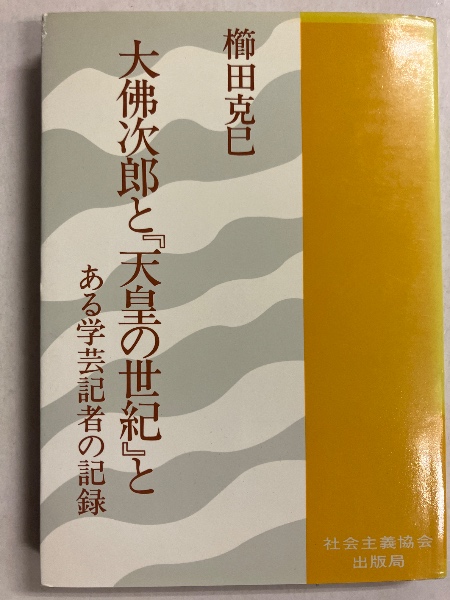 櫛田克巳
大佛次郎と『天皇の世紀』と
ある学芸記者の記録
社会主義協会
出版局